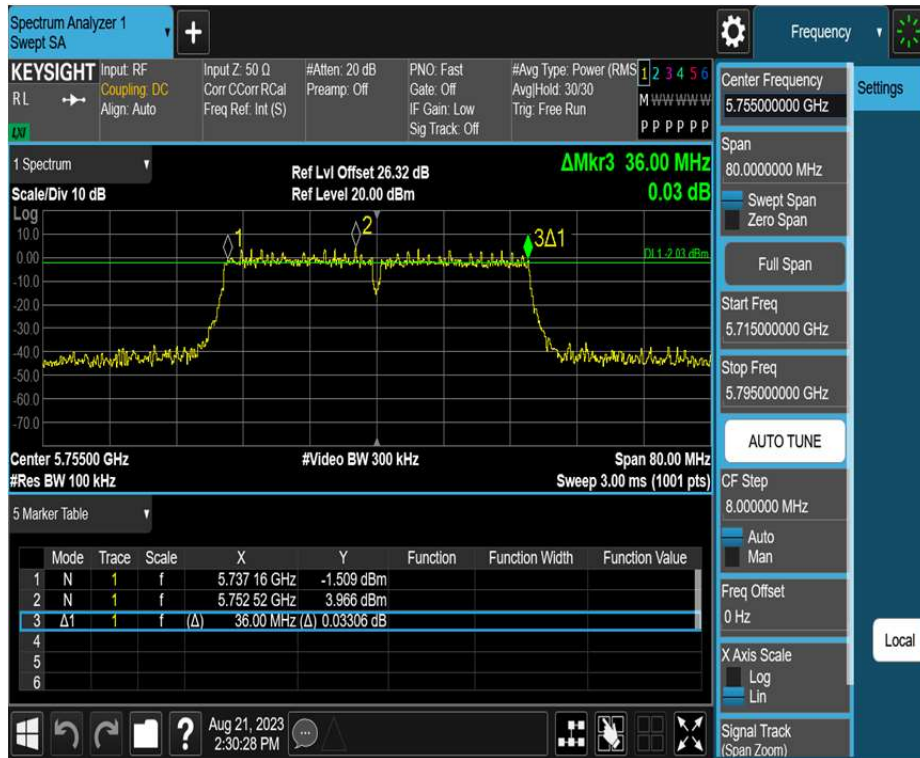 Spectrum Analyzer 1
Swept SA
+
Frequency
KEYSIGHT
RL
LXI
Input: RF
Coupling: DC
Align: Auto
Input Z: 50 Ω
Corr CCorr RCal
Freq Ref: Int (S)
#Atten: 20 dB
Preamp: Off
PNO: Fast
Gate: Off
IF Gain: Low
Sig Track: Off
#Avg Type: Power (RMS
Avg|Hold: 30/30
Trig: Free Run
1 2 3 4 5 6
M W W W W W
P P P P P P
1 Spectrum
Scale/Div 10 dB
Ref Lvl Offset 26.32 dB
Ref Level 20.00 dBm
ΔMkr3 36.00 MHz
0.03 dB
Log
10.0
0.00
-10.0
-20.0
-30.0
-40.0
-50.0
-60.0
-70.0
1
2
3Δ1
DL1 -2.03 dBm
Center 5.75500 GHz
#Video BW 300 kHz
Span 80.00 MHz
#Res BW 100 kHz
Sweep 3.00 ms (1001 pts)
5 Marker Table
Mode Trace Scale X Y Function Function Width Function Value
1 N 1 f 5.737 16 GHz -1.509 dBm
2 N 1 f 5.752 52 GHz 3.966 dBm
3 Δ1 1 f (Δ) 36.00 MHz (Δ) 0.03306 dB
4
5
6
Aug 21, 2023
2:30:28 PM
?
Center Frequency
5.755000000 GHz
Span
80.0000000 MHz
Swept Span
Zero Span
Full Span
Start Freq
5.715000000 GHz
Stop Freq
5.795000000 GHz
AUTO TUNE
CF Step
8.000000 MHz
Auto
Man
Freq Offset
0 Hz
X Axis Scale
Log
Lin
Signal Track
(Span Zoom)
Settings
Local